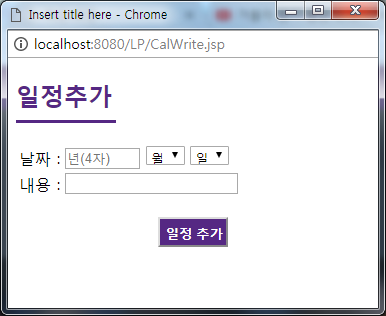 Insert title here - Chrome
localhost:8080/LP/CalWrite.jsp
일정추가
날짜 : 년(4자) 월 ▼ 일 ▼
내용 :
일정 추가